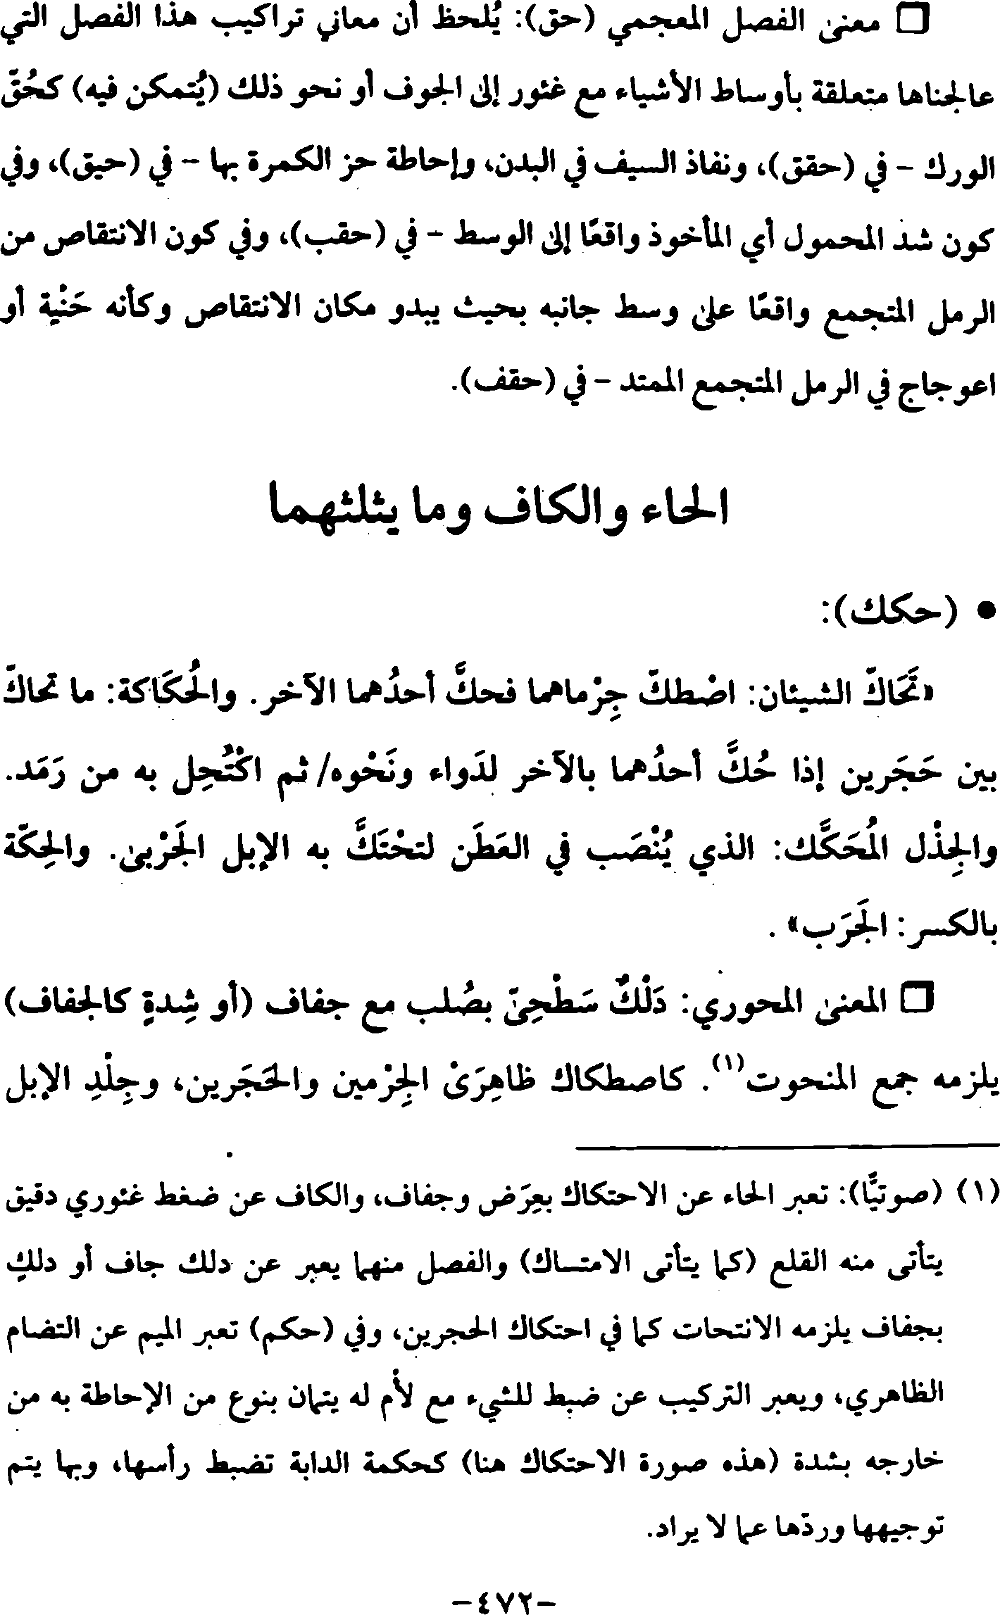 □ معنى الفصل المعجمي (حق): يُلحظ أن معاني تراكيب هذا الفصل التي
عالجناها متعلقة بأوساط الأشياء مع غئور إلى الجوف أو نحو ذلك (يُتمكن فيه) كحُقّ
الورك - في (حقق)، ونفاذ السيف في البدن، وإحاطة حز الكمرة بها - في (حيق)، وفي
كون شد المحمول أي المأخوذ واقعًا إلى الوسط - في (حقب)، وفي كون الانتقاص من
الرمل المتجمع واقعًا على وسط جانبه بحيث يبدو مكان الانتقاص وكأنه حَنْية أو
اعوجاج في الرمل المتجمع الممتد - في (حقف).
الحاء والكاف وما يثلثهما
• (حكك):
«تَحَاكّ الشيئان: اصْطكّ جِرْماهما فحكَّ أحدُهما الآخر. والحُكَاكة: ما تحاكّ
بين حَجَرين إذا حُكَّ أحدُهما بالآخر لدَواء ونَحْوه/ ثم اكْتُحِل به من رَمَد.
والجِذْل المُحَكَّك: الذي يُنْصَب في العَطَن لتحْتَكَّ به الإبل الجَرْبىٰ. والحِكّة
بالكسر: الجَرَب» .
□ المعنى المحوري: دَلْكٌ سَطْحِيّ بصُلب مع جفاف (أو شِدةٍ كالجفاف)
يلزمه جمع المنحوت(١). كاصطكاك ظاهِرَىْ الجِرْمين والحَجَرين، وجِلْدِ الإبل
(١) (صوتيًّا): تعبر الحاء عن الاحتكاك بعِرَض وجفاف، والكاف عن ضغط غئوري دقيق
يتأتى منه القلع (كما يتأتى الامتساك) والفصل منهما يعبر عن دلك جاف أو دلكٍ
بجفاف يلزمه الانتحات كما في احتكاك الحجرين، وفي (حكم) تعبر الميم عن التضام
الظاهري، ويعبر التركيب عن ضبط للشيء مع لأْم له يتمان بنوع من الإحاطة به من
خارجه بشدة (هذه صورة الاحتكاك هنا) كحكمة الدابة تضبط رأسها، وبها يتم
توجيهها وردّها عما لا يراد.
-٤٧٢-